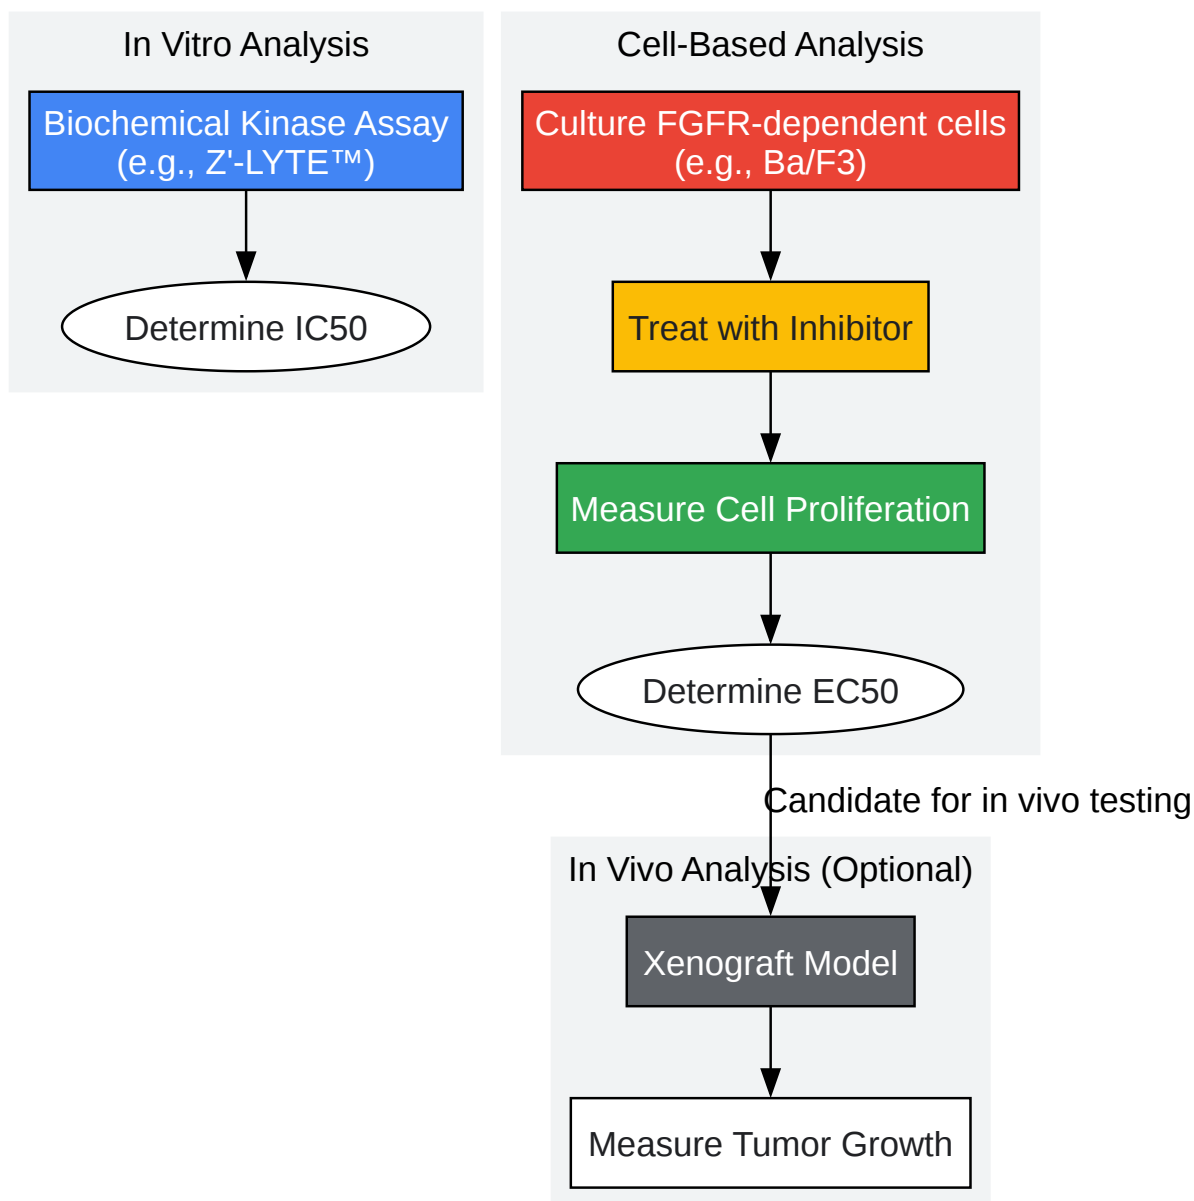 In Vitro Analysis
Biochemical Kinase Assay
(e.g., Z'-LYTE™)
Determine IC50
Cell-Based Analysis
Culture FGFR-dependent cells
(e.g., Ba/F3)
Treat with Inhibitor
Measure Cell Proliferation
Determine EC50
Candidate for in vivo testing
In Vivo Analysis (Optional)
Xenograft Model
Measure Tumor Growth